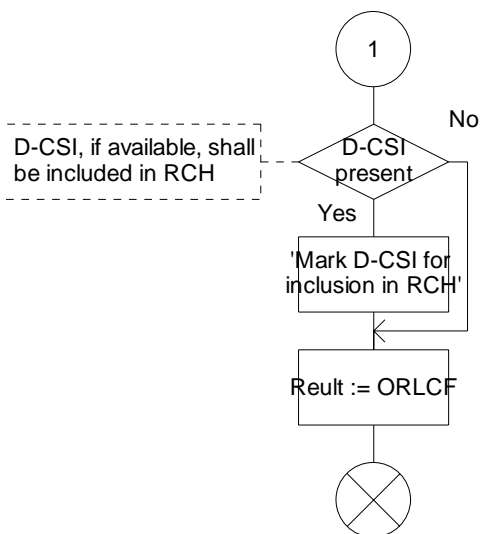 1
No
D-CSI, if available, shall
be included in RCH
D-CSI
present
Yes
'Mark D-CSI for
inclusion in RCH'
Reult := ORLCF